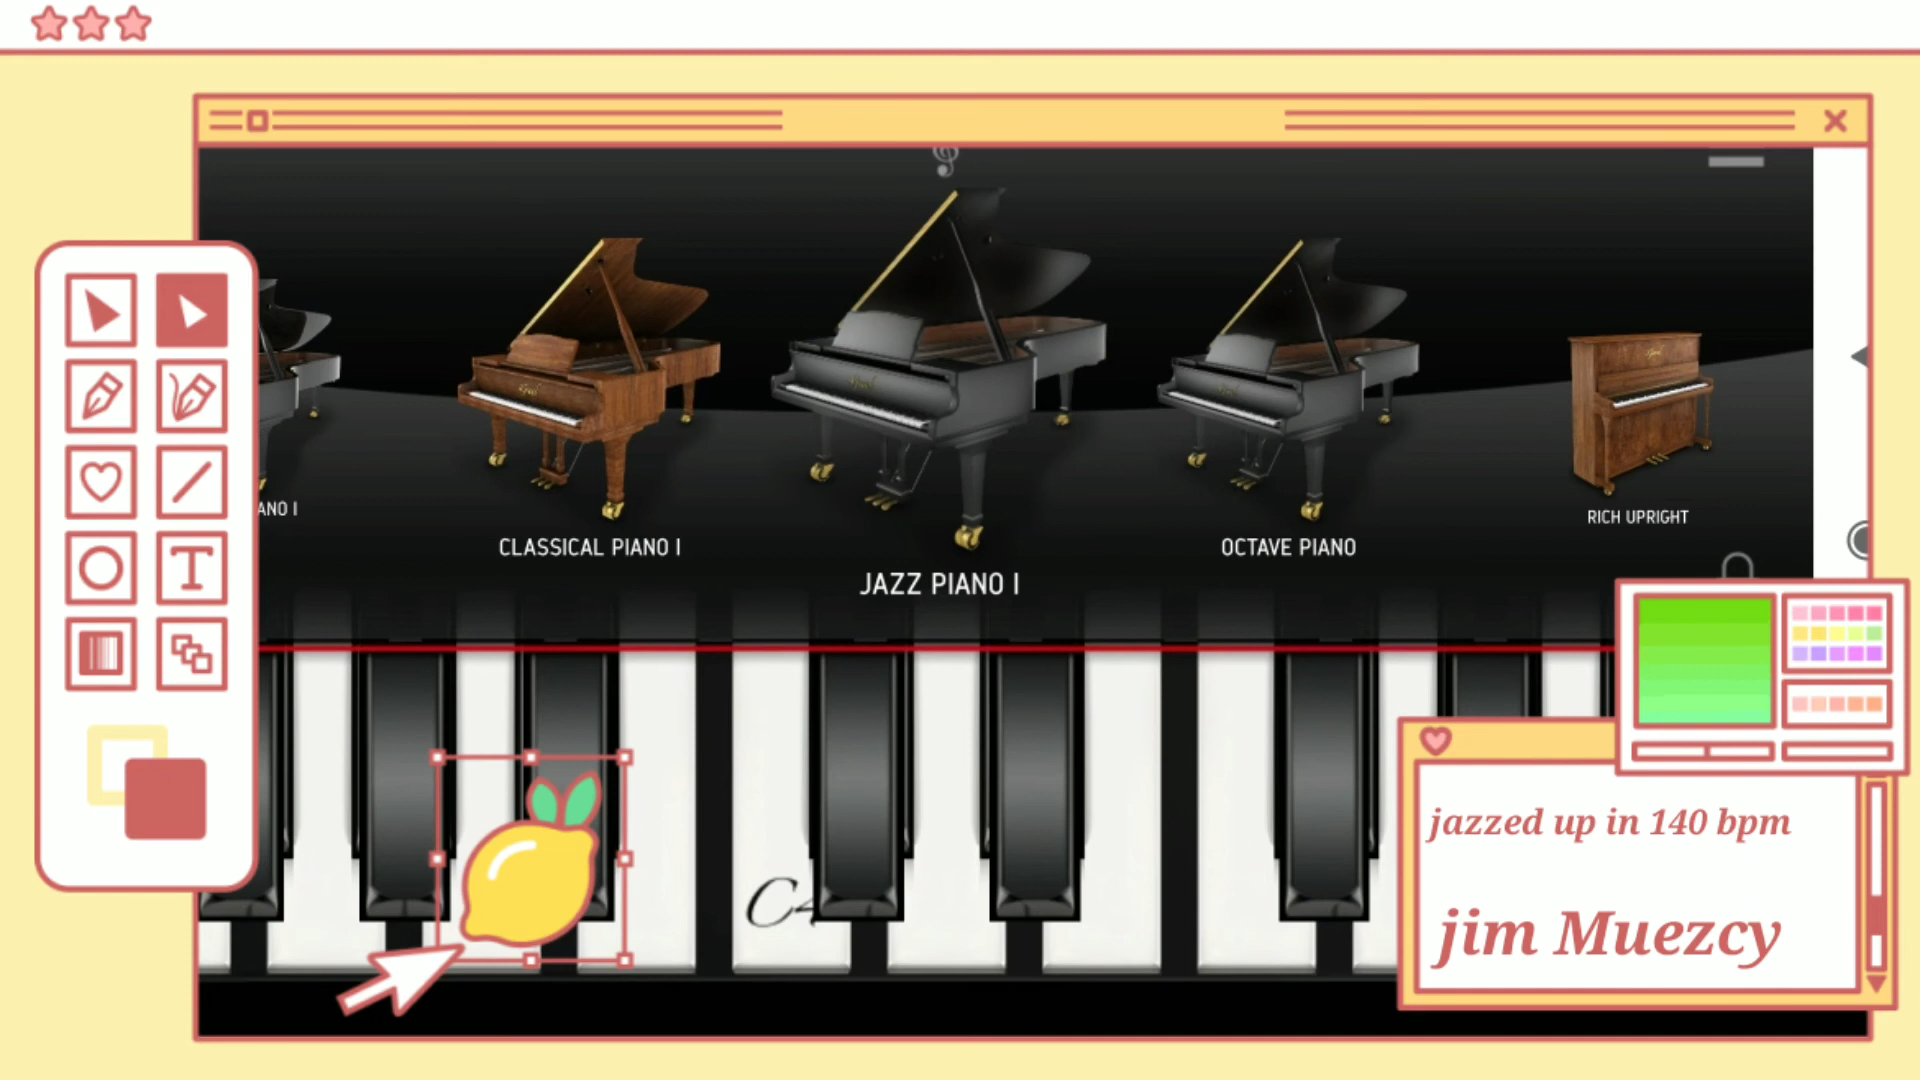 ANO I
CLASSICAL PIANO I
JAZZ PIANO I
OCTAVE PIANO
RICH UPRIGHT
T
C4
jazzed up in 140 bpm
jim Muezcy